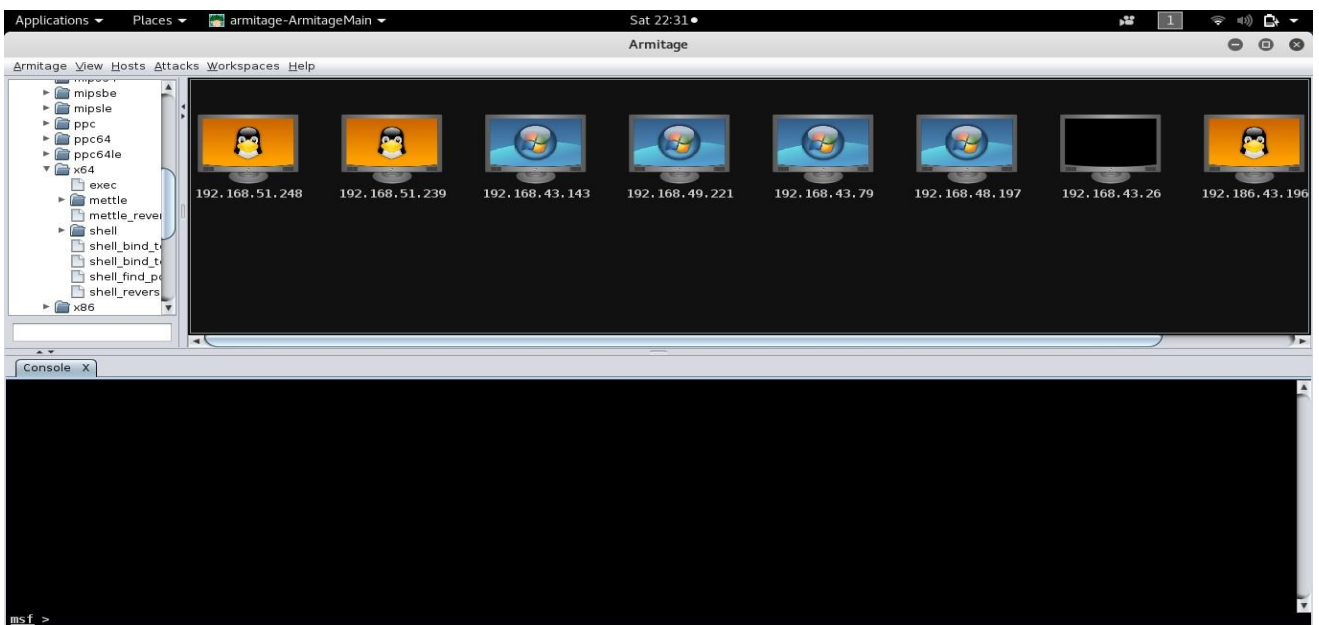 Applications Places armitage-ArmitageMain Sat 22:31 1
Armitage
Armitage View Hosts Attacks Workspaces Help
mipsbe
mipsle
ppc
ppc64
ppc64le
x64
exec
mettle
mettle_rever
shell
shell_bind_t
shell_bind_t
shell_find_p
shell_revers
x86
192.168.51.248 192.168.51.239 192.168.43.143 192.168.49.221 192.168.43.79 192.168.48.197 192.168.43.26 192.186.43.196
Console X
msf >